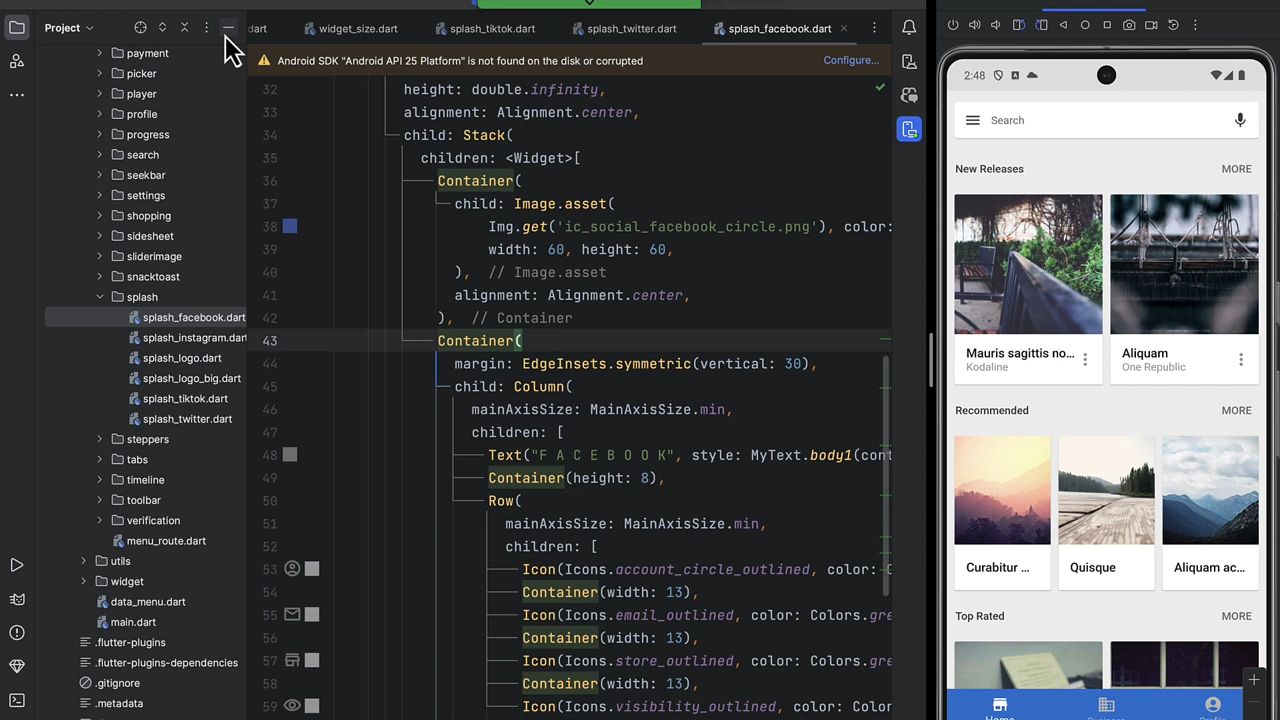 Project
dart
widget_size.dart
splash_tiktok.dart
splash_twitter.dart
splash_facebook.dart
Android SDK "Android API 25 Platform" is not found on the disk or corrupted
Configure...
payment
picker
player
profile
progress
search
seekbar
settings
shopping
sidesheet
sliderimage
snacktoast
splash
splash_facebook.dart
splash_instagram.dart
splash_logo.dart
splash_logo_big.dart
splash_tiktok.dart
splash_twitter.dart
steppers
tabs
timeline
toolbar
verification
menu_route.dart
utils
widget
data_menu.dart
main.dart
.flutter-plugins
.flutter-plugins-dependencies
.gitignore
.metadata
32 height: double.infinity,
33 alignment: Alignment.center,
34 child: Stack(
35 children: <Widget>[
36 Container(
37 child: Image.asset(
38 Img.get('ic_social_facebook_circle.png'), color:
39 width: 60, height: 60,
40 ), // Image.asset
41 alignment: Alignment.center,
42 ), // Container
43 Container(
44 margin: EdgeInsets.symmetric(vertical: 30),
45 child: Column(
46 mainAxisSize: MainAxisSize.min,
47 children: [
48 Text("F A C E B O O K", style: MyText.body1(cont
49 Container(height: 8),
50 Row(
51 mainAxisSize: MainAxisSize.min,
52 children: [
53 Icon(Icons.account_circle_outlined, color: 
54 Container(width: 13),
55 Icon(Icons.email_outlined, color: Colors.gre
56 Container(width: 13),
57 Icon(Icons.store_outlined, color: Colors.gre
58 Container(width: 13),
59 Icon(Icons.visibility_outlined, color: Colors
2:48
Search
New Releases MORE
Mauris sagittis no...
Kodaline
Aliquam
One Republic
Recommended MORE
Curabitur ...
Quisque
Aliquam ac...
Top Rated MORE
Home
Business
Profile